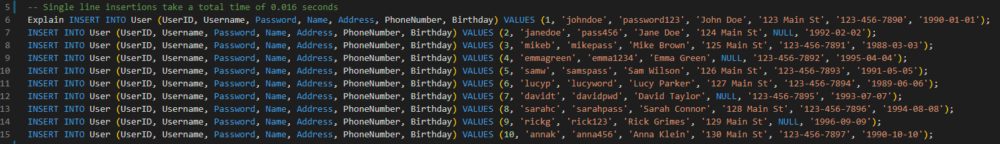 5 -- Single line insertions take a total time of 0.016 seconds
6 Explain INSERT INTO User (UserID, Username, Password, Name, Address, PhoneNumber, Birthday) VALUES (1, 'johndoe', 'password123', 'John Doe', '123 Main St', '123-456-7890', '1990-01-01');
7 INSERT INTO User (UserID, Username, Password, Name, Address, PhoneNumber, Birthday) VALUES (2, 'janedoe', 'pass456', 'Jane Doe', '124 Main St', NULL, '1992-02-02');
8 INSERT INTO User (UserID, Username, Password, Name, Address, PhoneNumber, Birthday) VALUES (3, 'mikeb', 'mikepass', 'Mike Brown', '125 Main St', '123-456-7891', '1988-03-03');
9 INSERT INTO User (UserID, Username, Password, Name, Address, PhoneNumber, Birthday) VALUES (4, 'emmagreen', 'emma1234', 'Emma Green', NULL, '123-456-7892', '1995-04-04');
10 INSERT INTO User (UserID, Username, Password, Name, Address, PhoneNumber, Birthday) VALUES (5, 'samw', 'samspass', 'Sam Wilson', '126 Main St', '123-456-7893', '1991-05-05');
11 INSERT INTO User (UserID, Username, Password, Name, Address, PhoneNumber, Birthday) VALUES (6, 'lucyp', 'lucyword', 'Lucy Parker', '127 Main St', '123-456-7894', '1989-06-06');
12 INSERT INTO User (UserID, Username, Password, Name, Address, PhoneNumber, Birthday) VALUES (7, 'davidt', 'davidpwd', 'David Taylor', NULL, '123-456-7895', '1993-07-07');
13 INSERT INTO User (UserID, Username, Password, Name, Address, PhoneNumber, Birthday) VALUES (8, 'sarahc', 'sarahpass', 'Sarah Connor', '128 Main St', '123-456-7896', '1994-08-08');
14 INSERT INTO User (UserID, Username, Password, Name, Address, PhoneNumber, Birthday) VALUES (9, 'rickg', 'rick123', 'Rick Grimes', '129 Main St', NULL, '1996-09-09');
15 INSERT INTO User (UserID, Username, Password, Name, Address, PhoneNumber, Birthday) VALUES (10, 'annak', 'anna456', 'Anna Klein', '130 Main St', '123-456-7897', '1990-10-10');